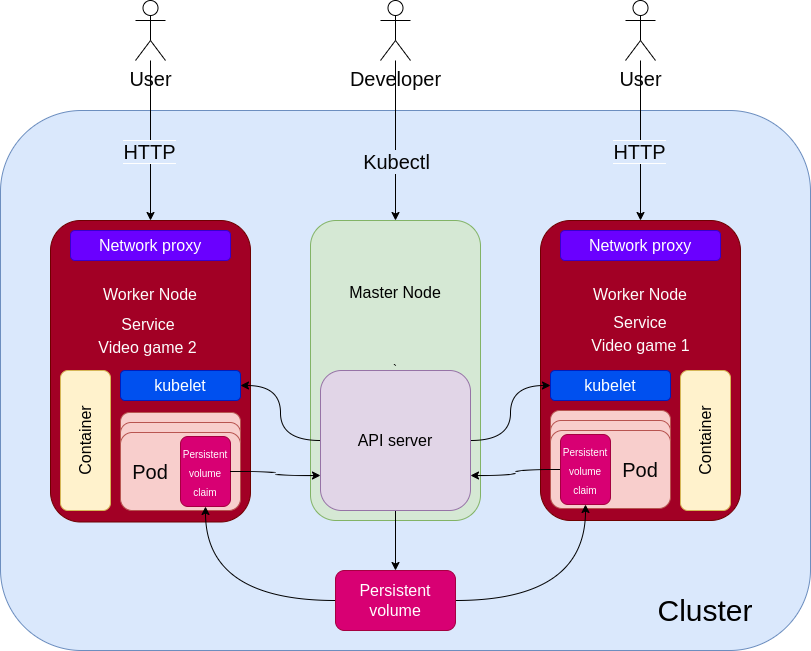 User
Developer
User
HTTP
Kubectl
HTTP
Network proxy
Worker Node
Service
Video game 2
kubelet
Container
Pod
Persistent
volume
claim
Master Node
`
API server
Network proxy
Worker Node
Service
Video game 1
kubelet
Persistent
volume
claim
Pod
Container
Persistent
volume
Cluster